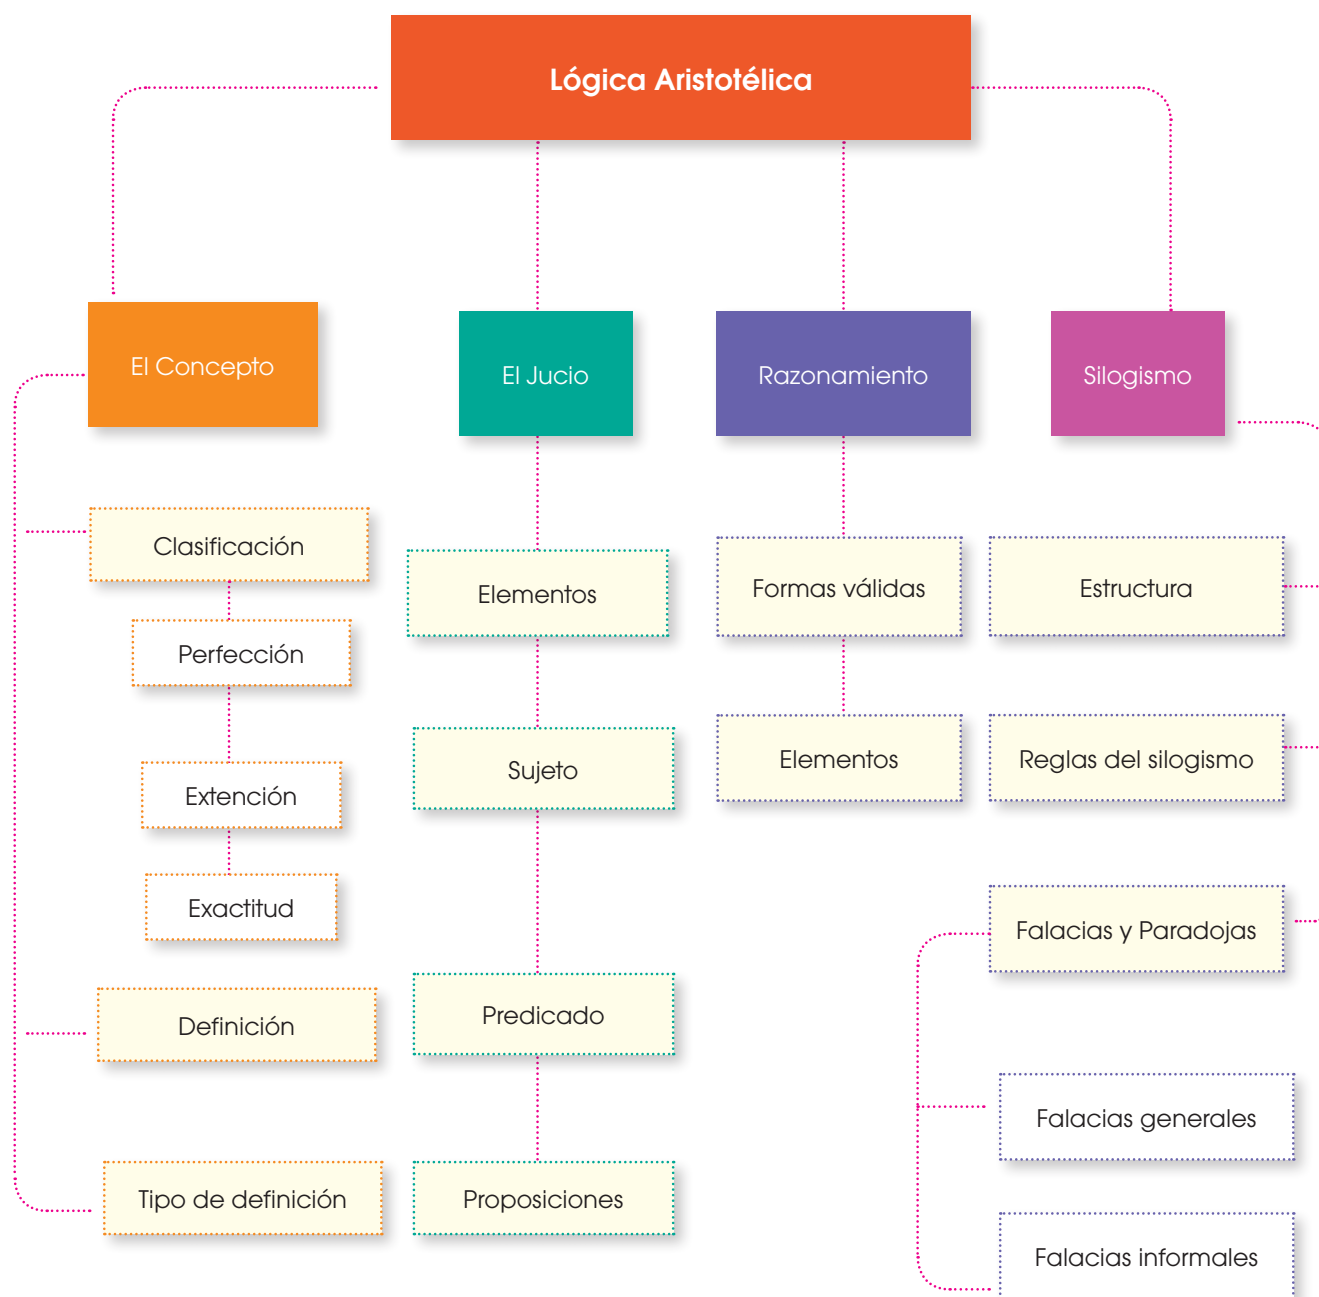 Lógica Aristotélica
El Concepto
El Jucio
Razonamiento
Silogismo
Clasificación
Perfección
Extención
Exactitud
Definición
Tipo de definición
Elementos
Sujeto
Predicado
Proposiciones
Formas válidas
Elementos
Estructura
Reglas del silogismo
Falacias y Paradojas
Falacias generales
Falacias informales